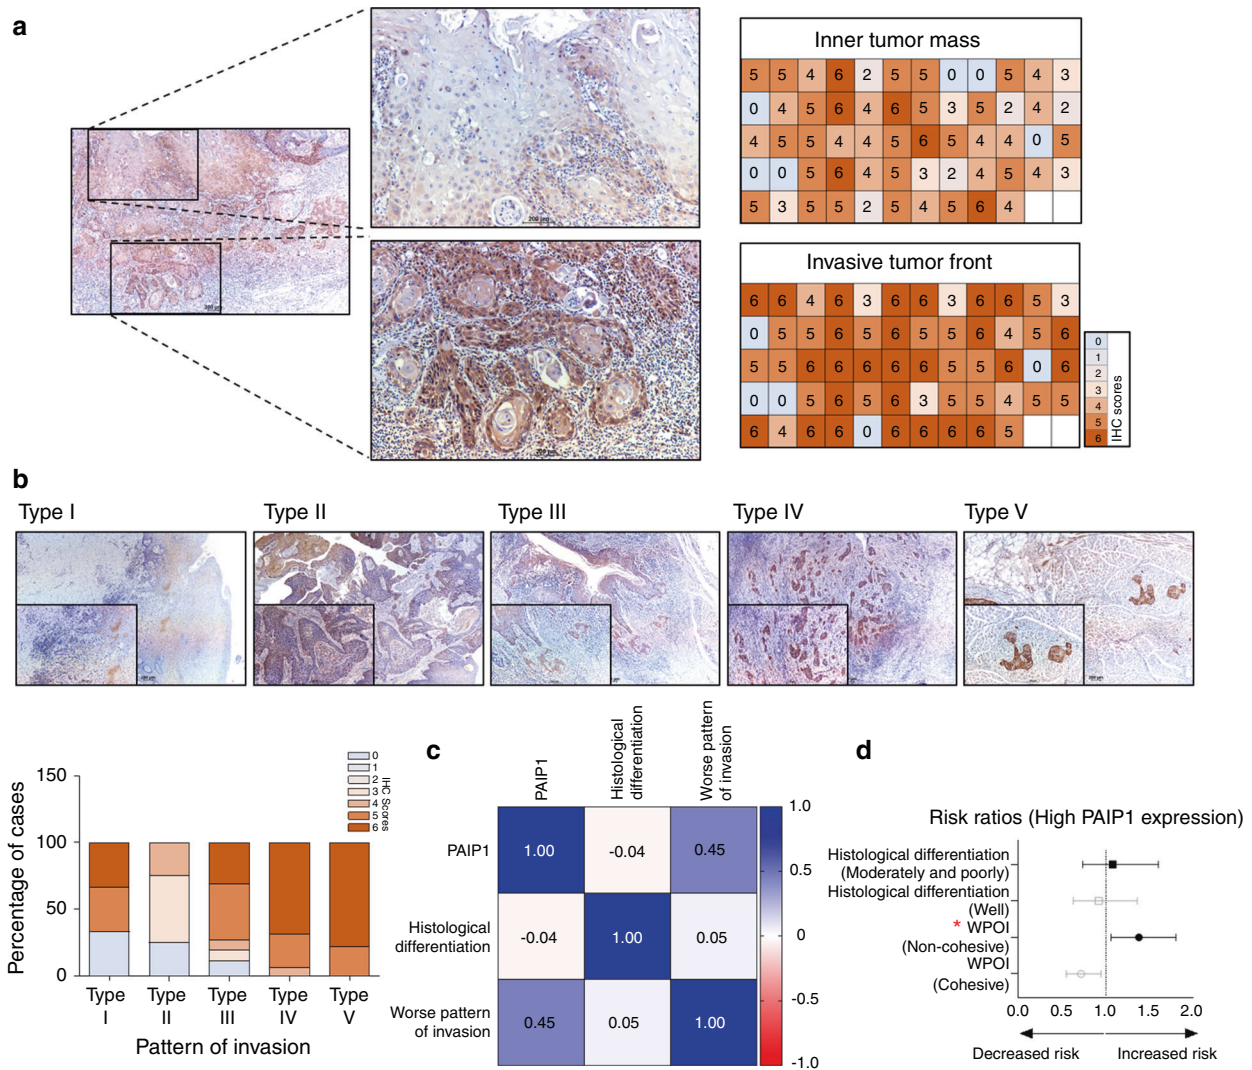 a
Inner tumor mass
5 5 4 6 2 5 5 0 0 5 4 3
0 4 5 6 4 6 5 3 5 2 4 2
4 5 5 4 4 5 6 5 4 4 0 5
0 0 5 6 4 5 3 2 4 5 4 3
5 3 5 5 2 5 4 5 6 4
Invasive tumor front
6 6 4 6 3 6 6 3 6 6 5 3
0 5 5 6 5 6 5 5 6 4 5 6
5 5 6 6 6 6 6 5 5 6 0 6
0 0 5 6 5 6 3 5 5 4 5 5
6 4 6 6 0 6 6 6 6 5
0
1
2
3
4
5
6
IHC scores
200 µm
b
Type I
Type II
Type III
Type IV
Type V
0
1
2
3
4
5
6
IHC Scores
150
100
50
0
Percentage of cases
Type I
Type II
Type III
Type IV
Type V
Pattern of invasion
c
PAIP1
Histological
differentiation
Worse pattern
of invasion
PAIP1
1.00 -0.04 0.45
Histological
differentiation
-0.04 1.00 0.05
Worse pattern
of invasion
0.45 0.05 1.00
1.0
0.5
0
-0.5
-1.0
d
Risk ratios (High PAIP1 expression)
Histological differentiation
(Moderately and poorly)
Histological differentiation
(Well)
* WPOI
(Non-cohesive)
WPOI
(Cohesive)
0.0 0.5 1.0 1.5 2.0
Decreased risk Increased risk